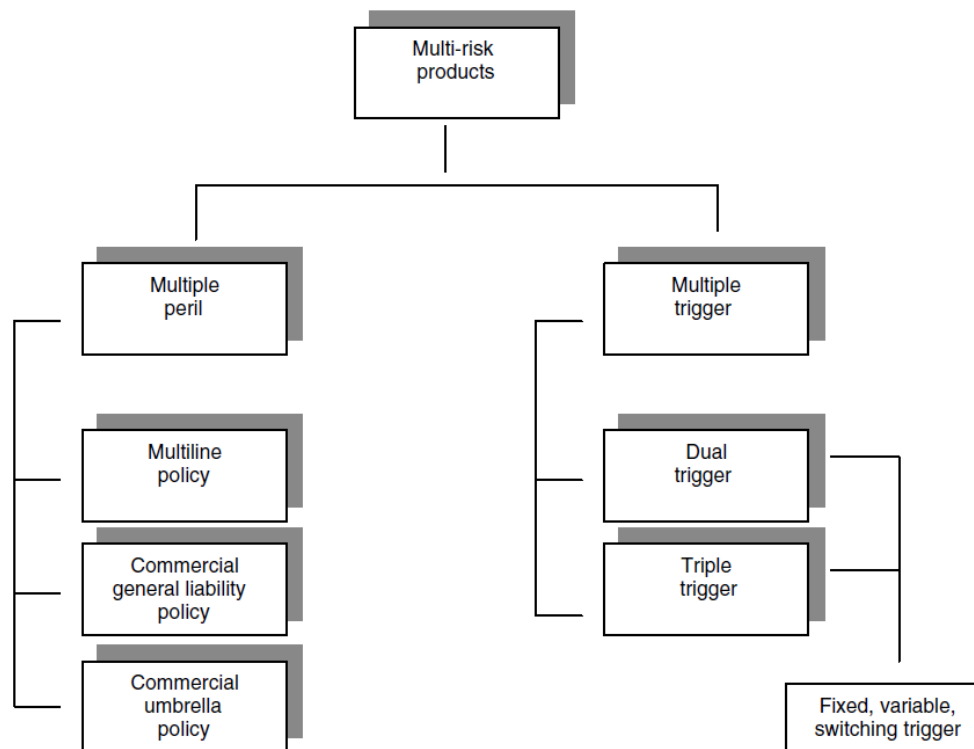 Multi-risk
products
Multiple
peril
Multiple
trigger
Multiline
policy
Dual
trigger
Commercial
general liability
policy
Triple
trigger
Commercial
umbrella
policy
Fixed, variable,
switching trigger